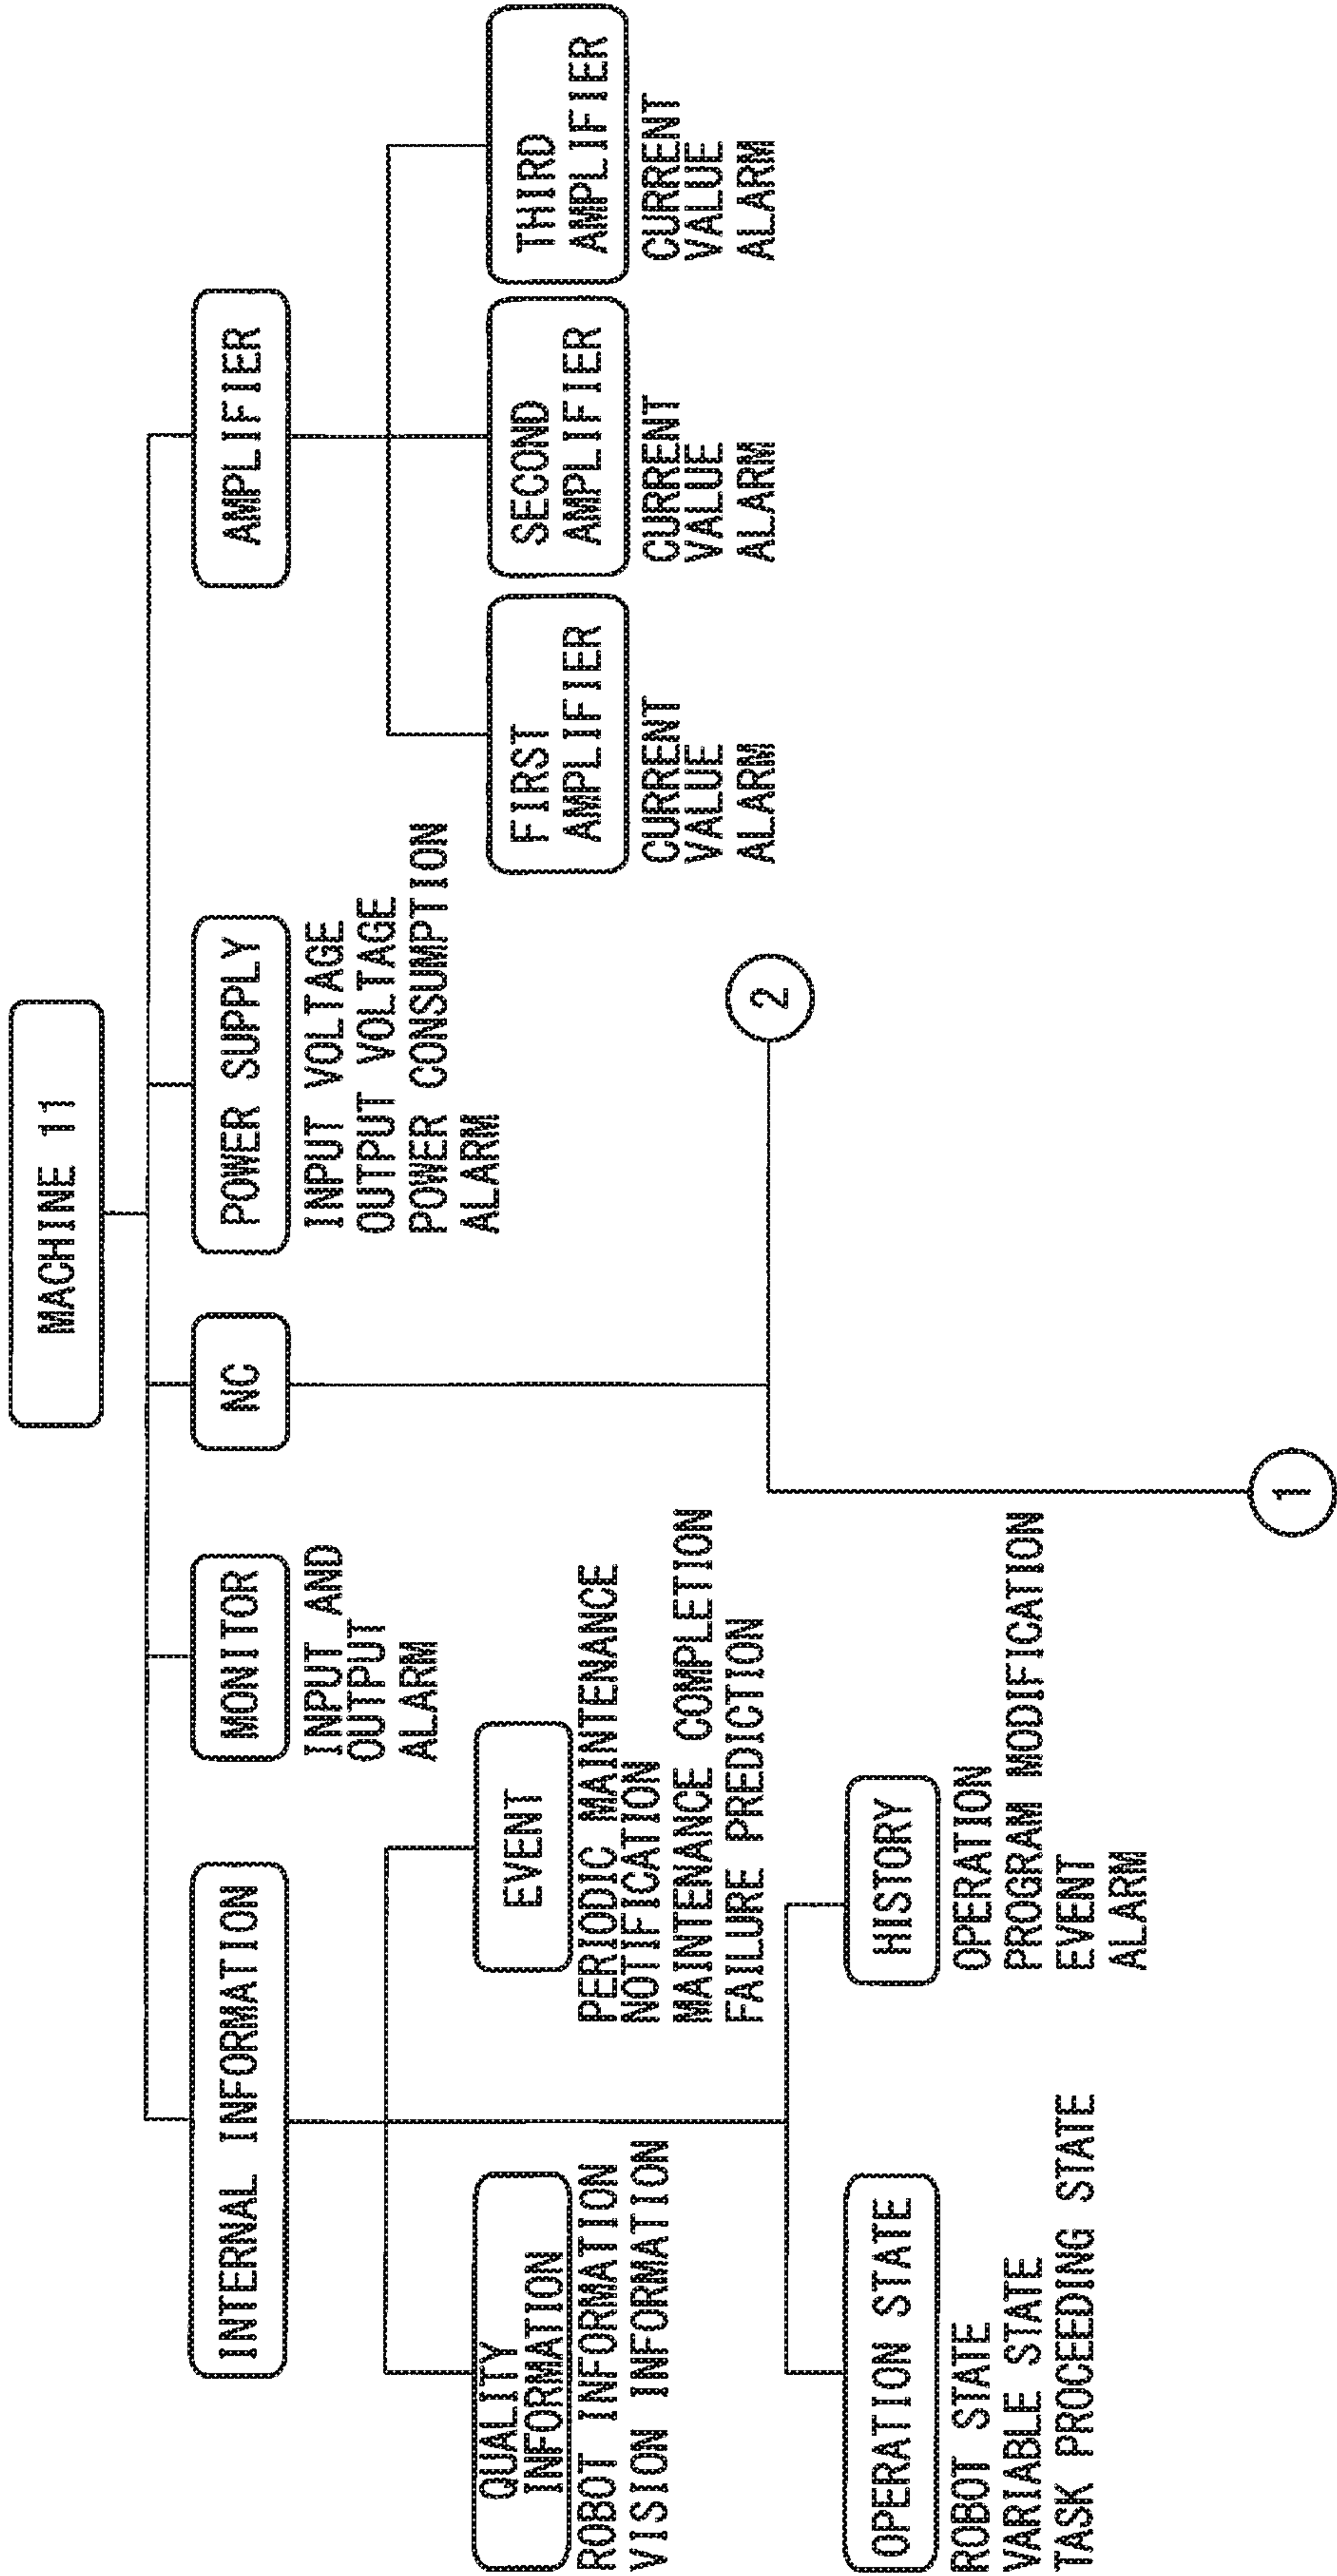 MACHINE 11
INTERNAL INFORMATION
MONITOR
INPUT AND
OUTPUT
ALARM
NC
POWER SUPPLY
INPUT VOLTAGE
OUTPUT VOLTAGE
POWER CONSUMPTION
ALARM
AMPLIFIER
QUALITY
INFORMATION
ROBOT INFORMATION
VISION INFORMATION
EVENT
PERIODIC MAINTENANCE
NOTIFICATION
MAINTENANCE COMPLETION
FAILURE PREDICTION
FIRST
AMPLIFIER
CURRENT
VALUE
ALARM
SECOND
AMPLIFIER
CURRENT
VALUE
ALARM
THIRD
AMPLIFIER
CURRENT
VALUE
ALARM
OPERATION STATE
ROBOT STATE
VARIABLE STATE
TASK PROCEEDING STATE
HISTORY
OPERATION
PROGRAM MODIFICATION
EVENT
ALARM
2
1